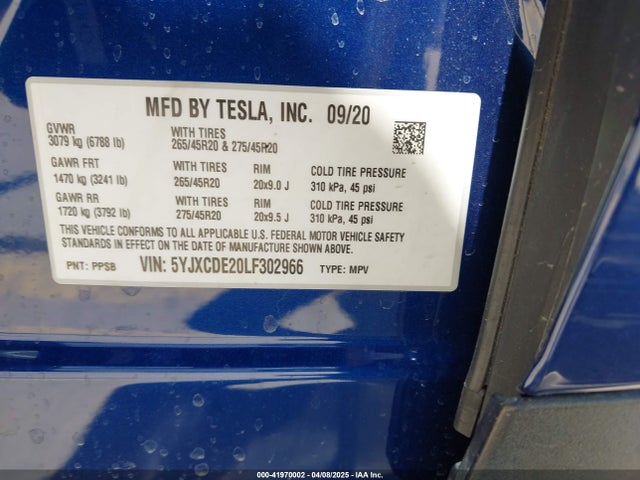 MFD BY TESLA, INC. 09/20
GVWR WITH TIRES
3079 kg (6788 lb) 265/45R20 & 275/45R20
GAWR FRT WITH TIRES RIM COLD TIRE PRESSURE
1470 kg (3241 lb) 265/45R20 20x9.0 J 310 kPa, 45 psi
GAWR RR WITH TIRES RIM COLD TIRE PRESSURE
1720 kg (3792 lb) 275/45R20 20x9.5 J 310 kPa, 45 psi
THIS VEHICLE CONFORMS TO ALL APPLICABLE U.S. FEDERAL MOTOR VEHICLE SAFETY
STANDARDS IN EFFECT ON THE DATE OF MANUFACTURE SHOWN ABOVE.
PNT: PPSB VIN: 5YJXCDE20LF302966 TYPE: MPV
000-41970002 - 04/08/2025 - IAA Inc.